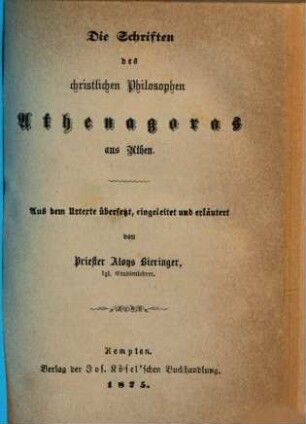 Die Schriften
des
christlichen Philosophen
Athenagoras
aus Athen.
Aus dem Urtexte übersetzt, eingeleitet und erläutert
von
Priester Aloys Bieringer,
kgl. Studienlehrer.
Kempten.
Verlag der Jos. Kösel'schen Buchhandlung.
1875.